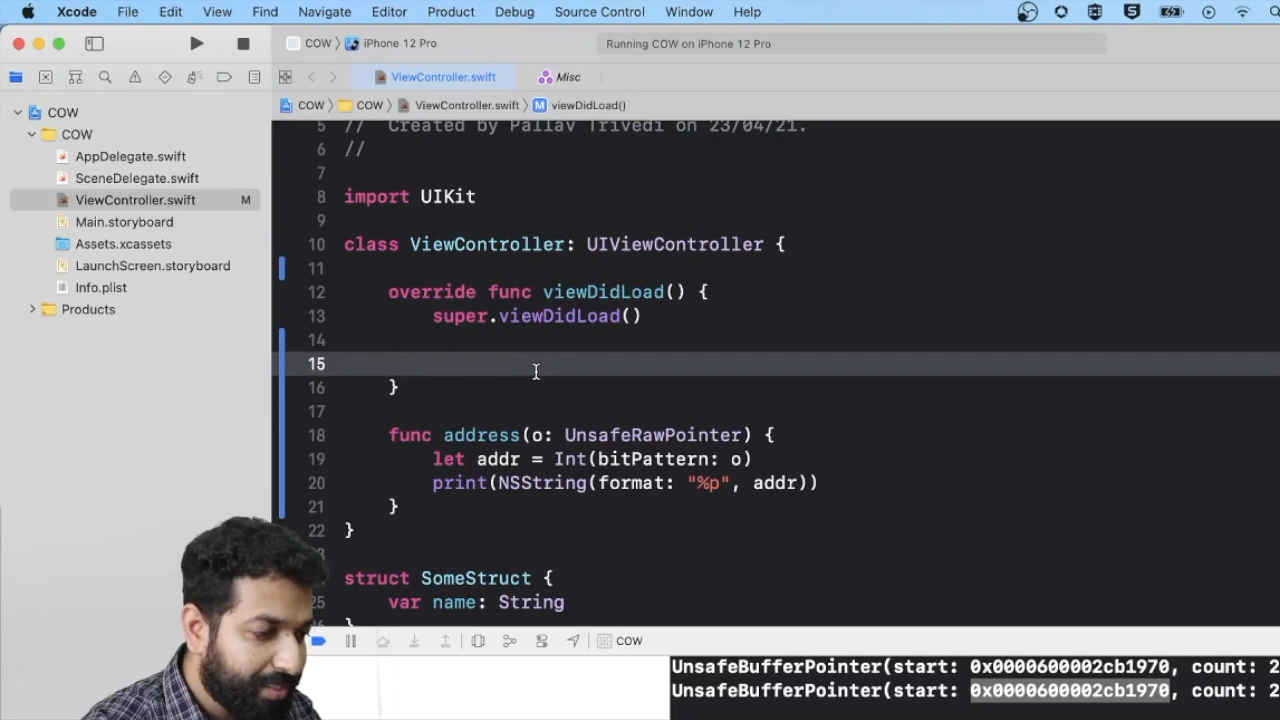 Xcode File Edit View Find Navigate Editor Product Debug Source Control Window Help
COW iPhone 12 Pro Running COW on iPhone 12 Pro
ViewController.swift Misc
COW COW ViewController.swift M viewDidLoad()
COW
COW
AppDelegate.swift
SceneDelegate.swift
ViewController.swift M
Main.storyboard
Assets.xcassets
LaunchScreen.storyboard
Info.plist
Products
5 // Created by Pallav Trivedi on 23/04/21.
6 //
7
8 import UIKit
9
10 class ViewController: UIViewController {
11
12 override func viewDidLoad() {
13 super.viewDidLoad()
14
15
16 }
17
18 func address(o: UnsafeRawPointer) {
19 let addr = Int(bitPattern: o)
20 print(NSString(format: "%p", addr))
21 }
22 }
struct SomeStruct {
25 var name: String
}
COW
UnsafeBufferPointer(start: 0x0000600002cb1970, count: 2
UnsafeBufferPointer(start: 0x0000600002cb1970, count: 2